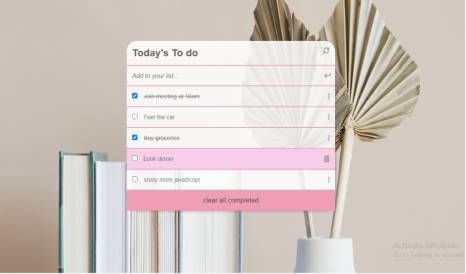 Today's To do
Add to your list...
Join meeting at 10am
Fuel the car
Buy groceries
cook dinner
study more javaScript
clear all completed
Activate Windows
Go to Settings to activate